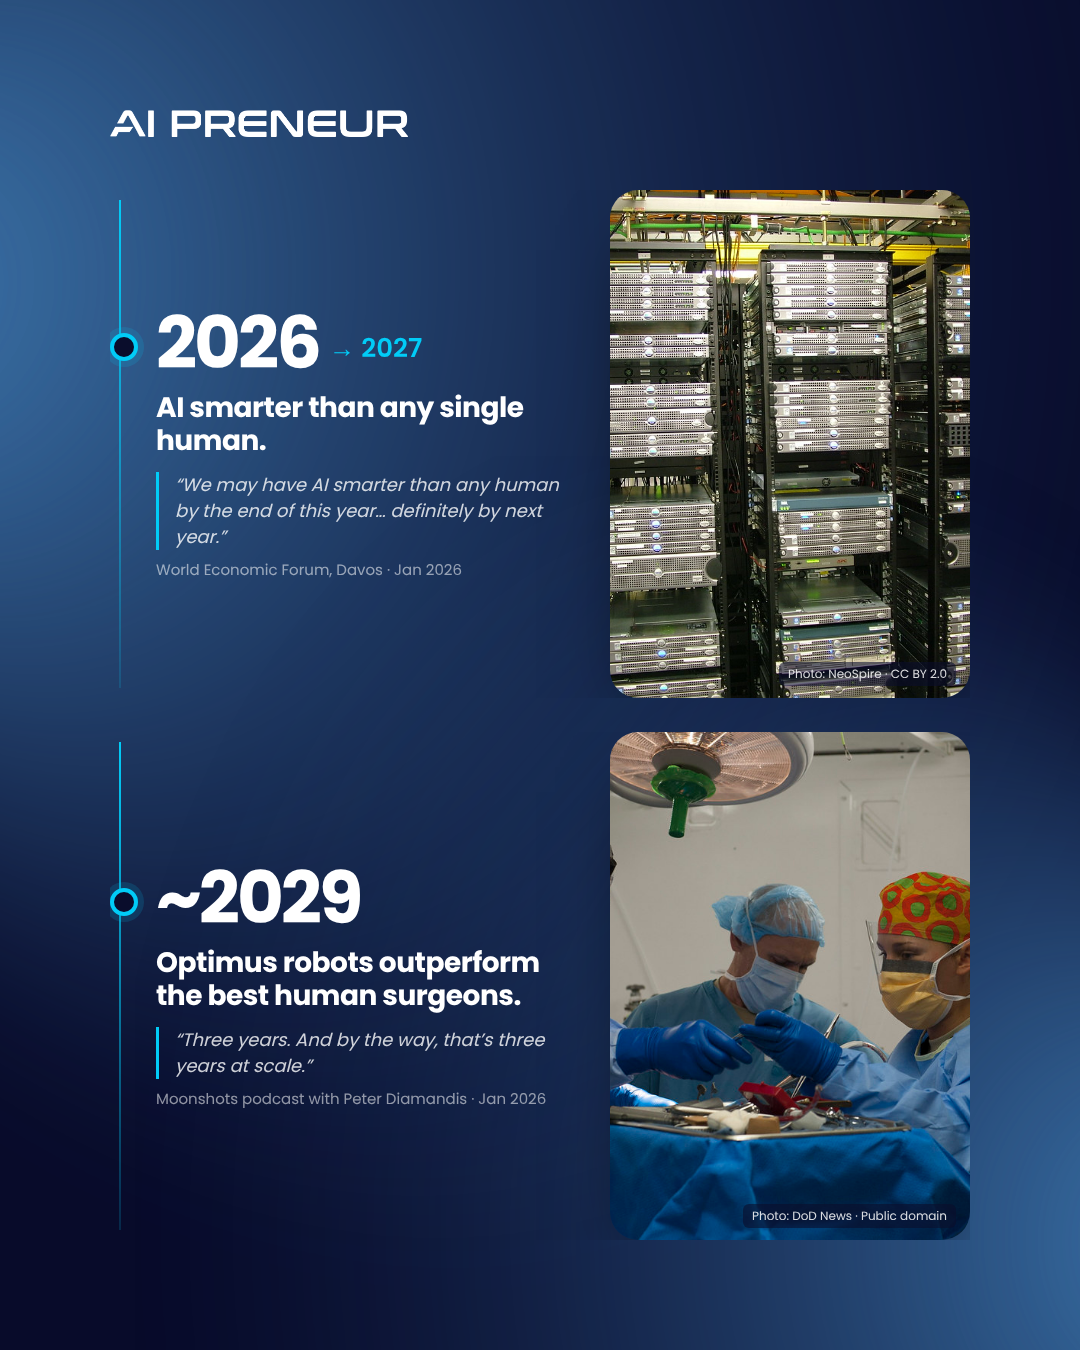 AI PRENEUR
2026 → 2027
AI smarter than any single
human.
“We may have AI smarter than any human
by the end of this year… definitely by next
year.”
World Economic Forum, Davos · Jan 2026
Photo: NeoSpire · CC BY 2.0
~2029
Optimus robots outperform
the best human surgeons.
“Three years. And by the way, that’s three
years at scale.”
Moonshots podcast with Peter Diamandis · Jan 2026
Photo: DoD News · Public domain